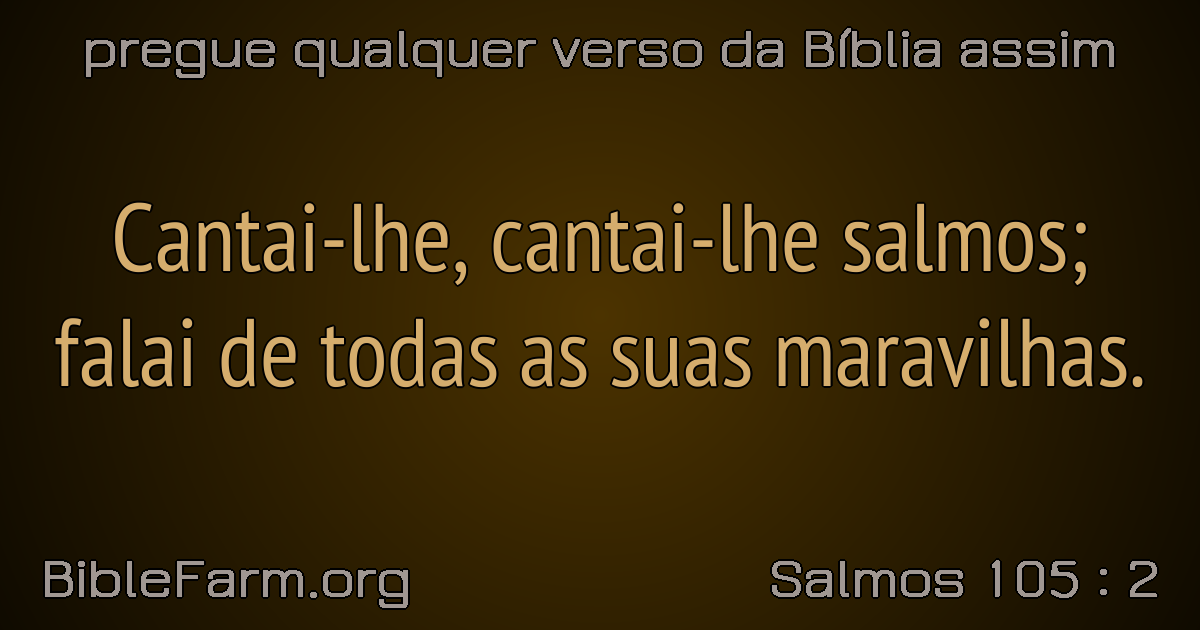 pregue qualquer verso da Bíblia assim
Cantai-lhe, cantai-lhe salmos;
falai de todas as suas maravilhas.
BibleFarm.org
Salmos 105 : 2